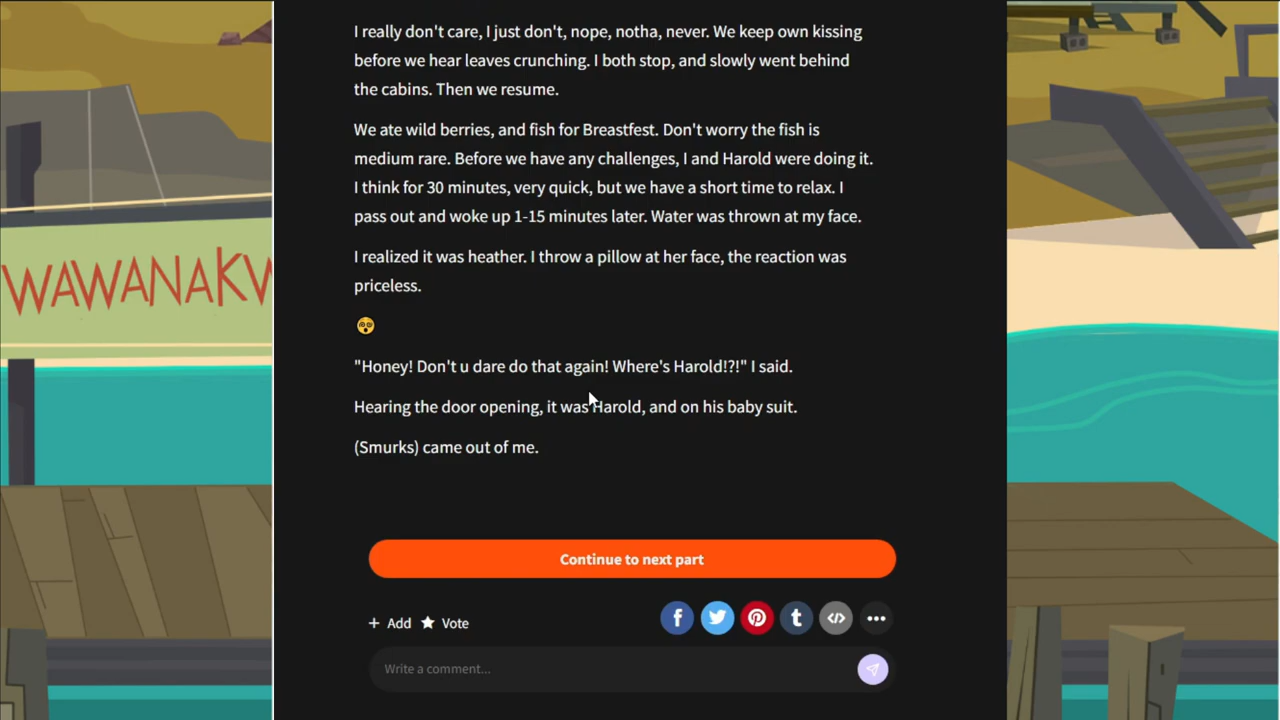 I really don't care, I just don't, nope, notha, never. We keep own kissing
before we hear leaves crunching. I both stop, and slowly went behind
the cabins. Then we resume.
We ate wild berries, and fish for Breastfest. Don't worry the fish is
medium rare. Before we have any challenges, I and Harold were doing it.
I think for 30 minutes, very quick, but we have a short time to relax. I
pass out and woke up 1-15 minutes later. Water was thrown at my face.
I realized it was heather. I throw a pillow at her face, the reaction was
priceless.
😵
"Honey! Don't u dare do that again! Where's Harold!?!" I said.
Hearing the door opening, it was Harold, and on his baby suit.
(Smurks) came out of me.
WAWANAKW
Continue to next part
+ Add ★ Vote
f t </> •••
Write a comment...